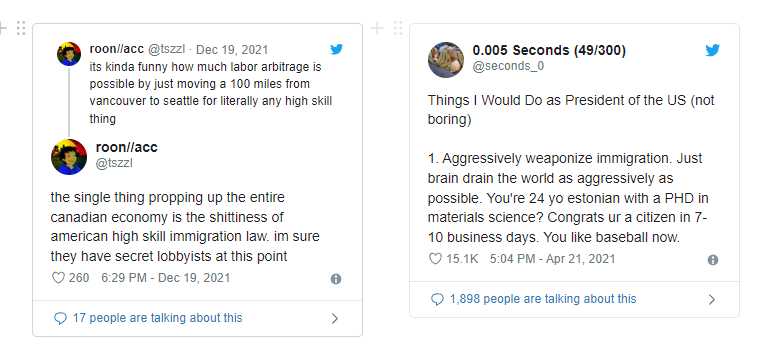 roon//acc @tszzl · Dec 19, 2021
its kinda funny how much labor arbitrage is
possible by just moving a 100 miles from
vancouver to seattle for literally any high skill
thing
roon//acc
@tszzl
the single thing propping up the entire
canadian economy is the shittiness of
american high skill immigration law. im sure
they have secret lobbyists at this point
260 6:29 PM - Dec 19, 2021
17 people are talking about this
0.005 Seconds (49/300)
@seconds_0
Things I Would Do as President of the US (not
boring)
1. Aggressively weaponize immigration. Just
brain drain the world as aggressively as
possible. You're 24 yo estonian with a PHD in
materials science? Congrats ur a citizen in 7-
10 business days. You like baseball now.
15.1K 5:04 PM - Apr 21, 2021
1,898 people are talking about this